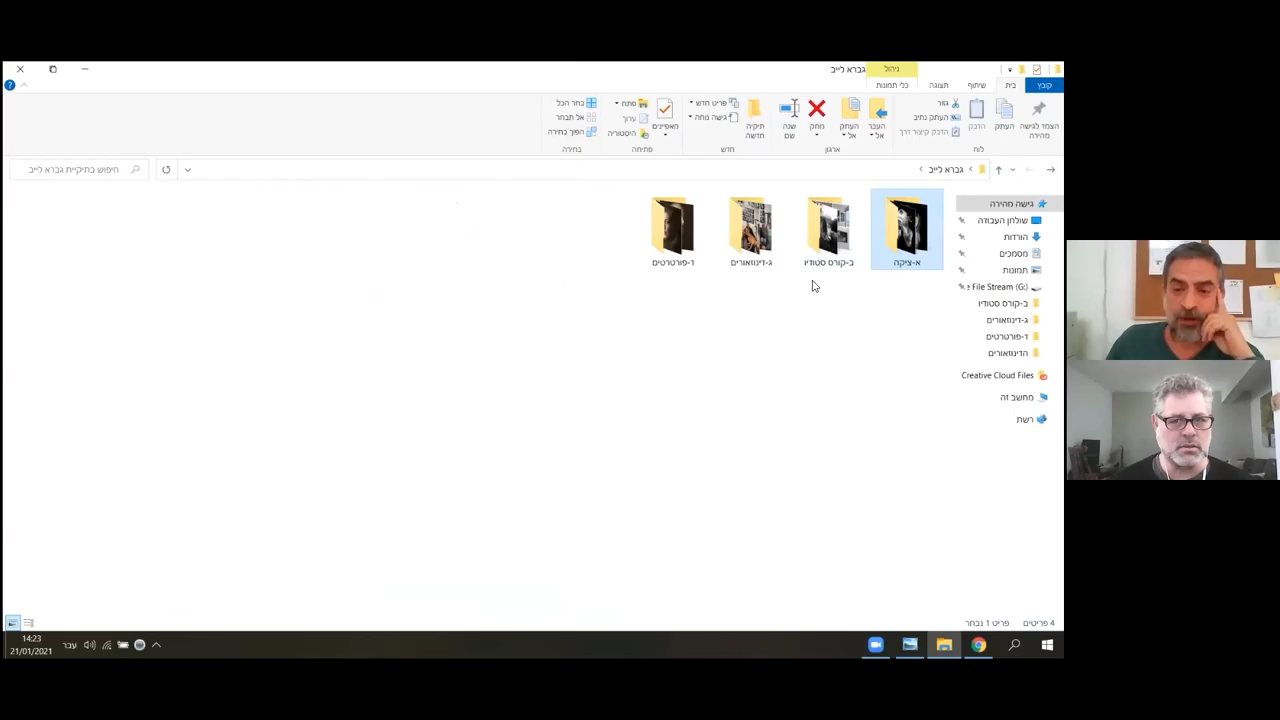 גברא לייב
ניהול
קובץ
בית
שיתוף
תצוגה
כלי תמונות
הצמד לגישה מהירה
העתק
הדבק
גזור
העתק נתיב
הדבק קיצור דרך
לוח
העבר אל
העתק אל
מחק
שנה שם
ארגון
תיקיה חדשה
פריט חדש
גישה נוחה
חדש
מאפיינים
פתח
ערוך
היסטוריה
פתיחה
בחר הכל
אל תבחר
הפוך בחירה
בחירה
גברא לייב
חיפוש בתיקיית גברא לייב
גישה מהירה
שולחן העבודה
הורדות
מסמכים
תמונות
e File Stream (G:)
ב-קורס סטודיו
ג-דינוזאורים
ד-פורטרטים
הדינוזאורים
Creative Cloud Files
מחשב זה
רשת
א-ציקה
ב-קורס סטודיו
ג-דינוזאורים
ד-פורטרטים
4 פריטים
פריט 1 נבחר
עבר
14:23
21/01/2021